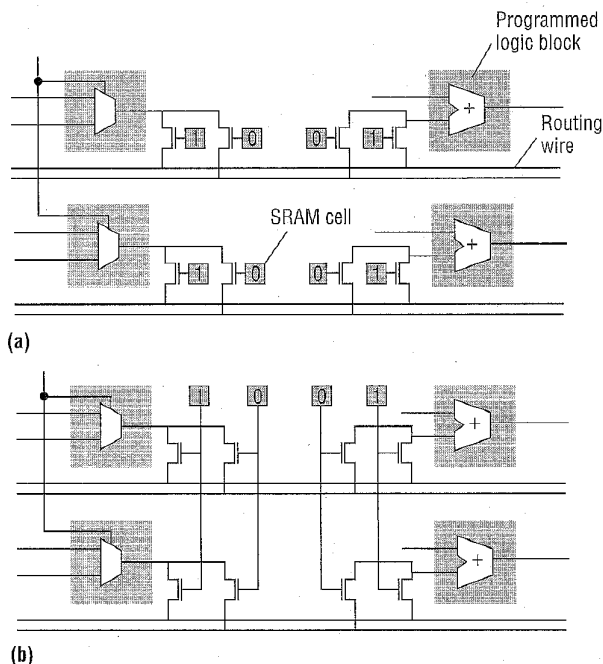 Programmed
logic block
+
1 0 0 1
Routing
wire
SRAM cell
+
1 0 0 1
(a)
1 0 0 1
+
+
(b)